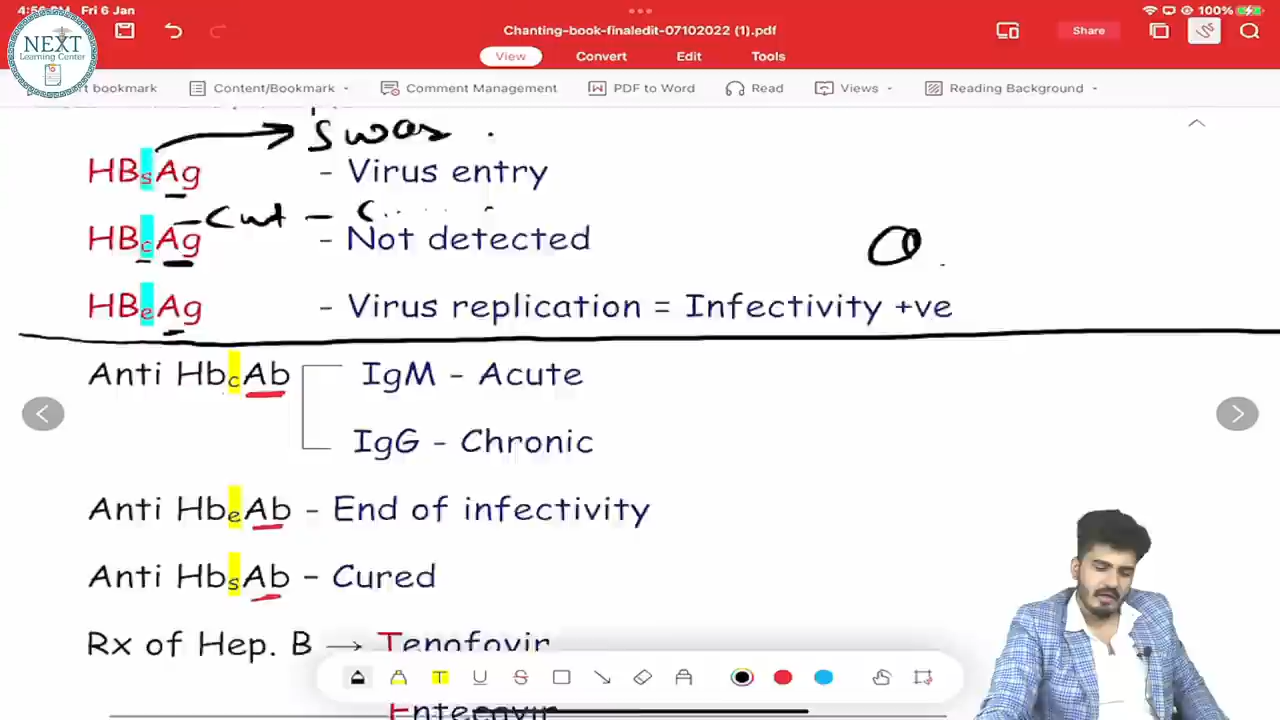 4:56 PM Fri 6 Jan
100%
NEXT
Learning Center
Chanting-book-finaledit-07102022 (1).pdf
Share
View Convert Edit Tools
bookmark Content/Bookmark Comment Management PDF to Word Read Views Reading Background
HBsAg - Virus entry
HBcAg - Not detected
HBeAg - Virus replication = Infectivity +ve
Anti HbcAb IgM - Acute
IgG - Chronic
Anti HbeAb - End of infectivity
Anti HbsAb - Cured
Rx of Hep. B → Tenofovir
Entecavir